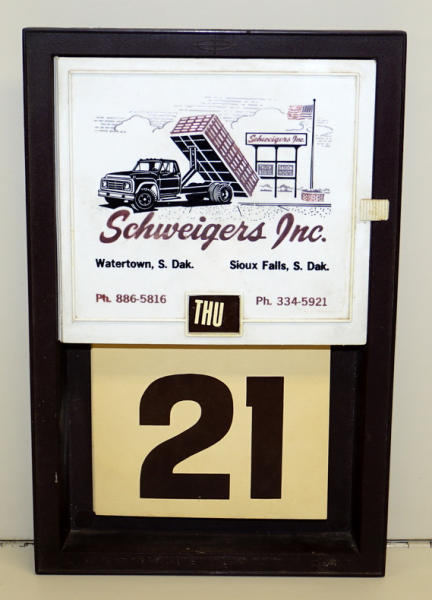 Schweigers Inc.
Schweigers Inc.
Watertown, S. Dak. Sioux Falls, S. Dak.
Ph. 886-5816 Ph. 334-5921
THU
21